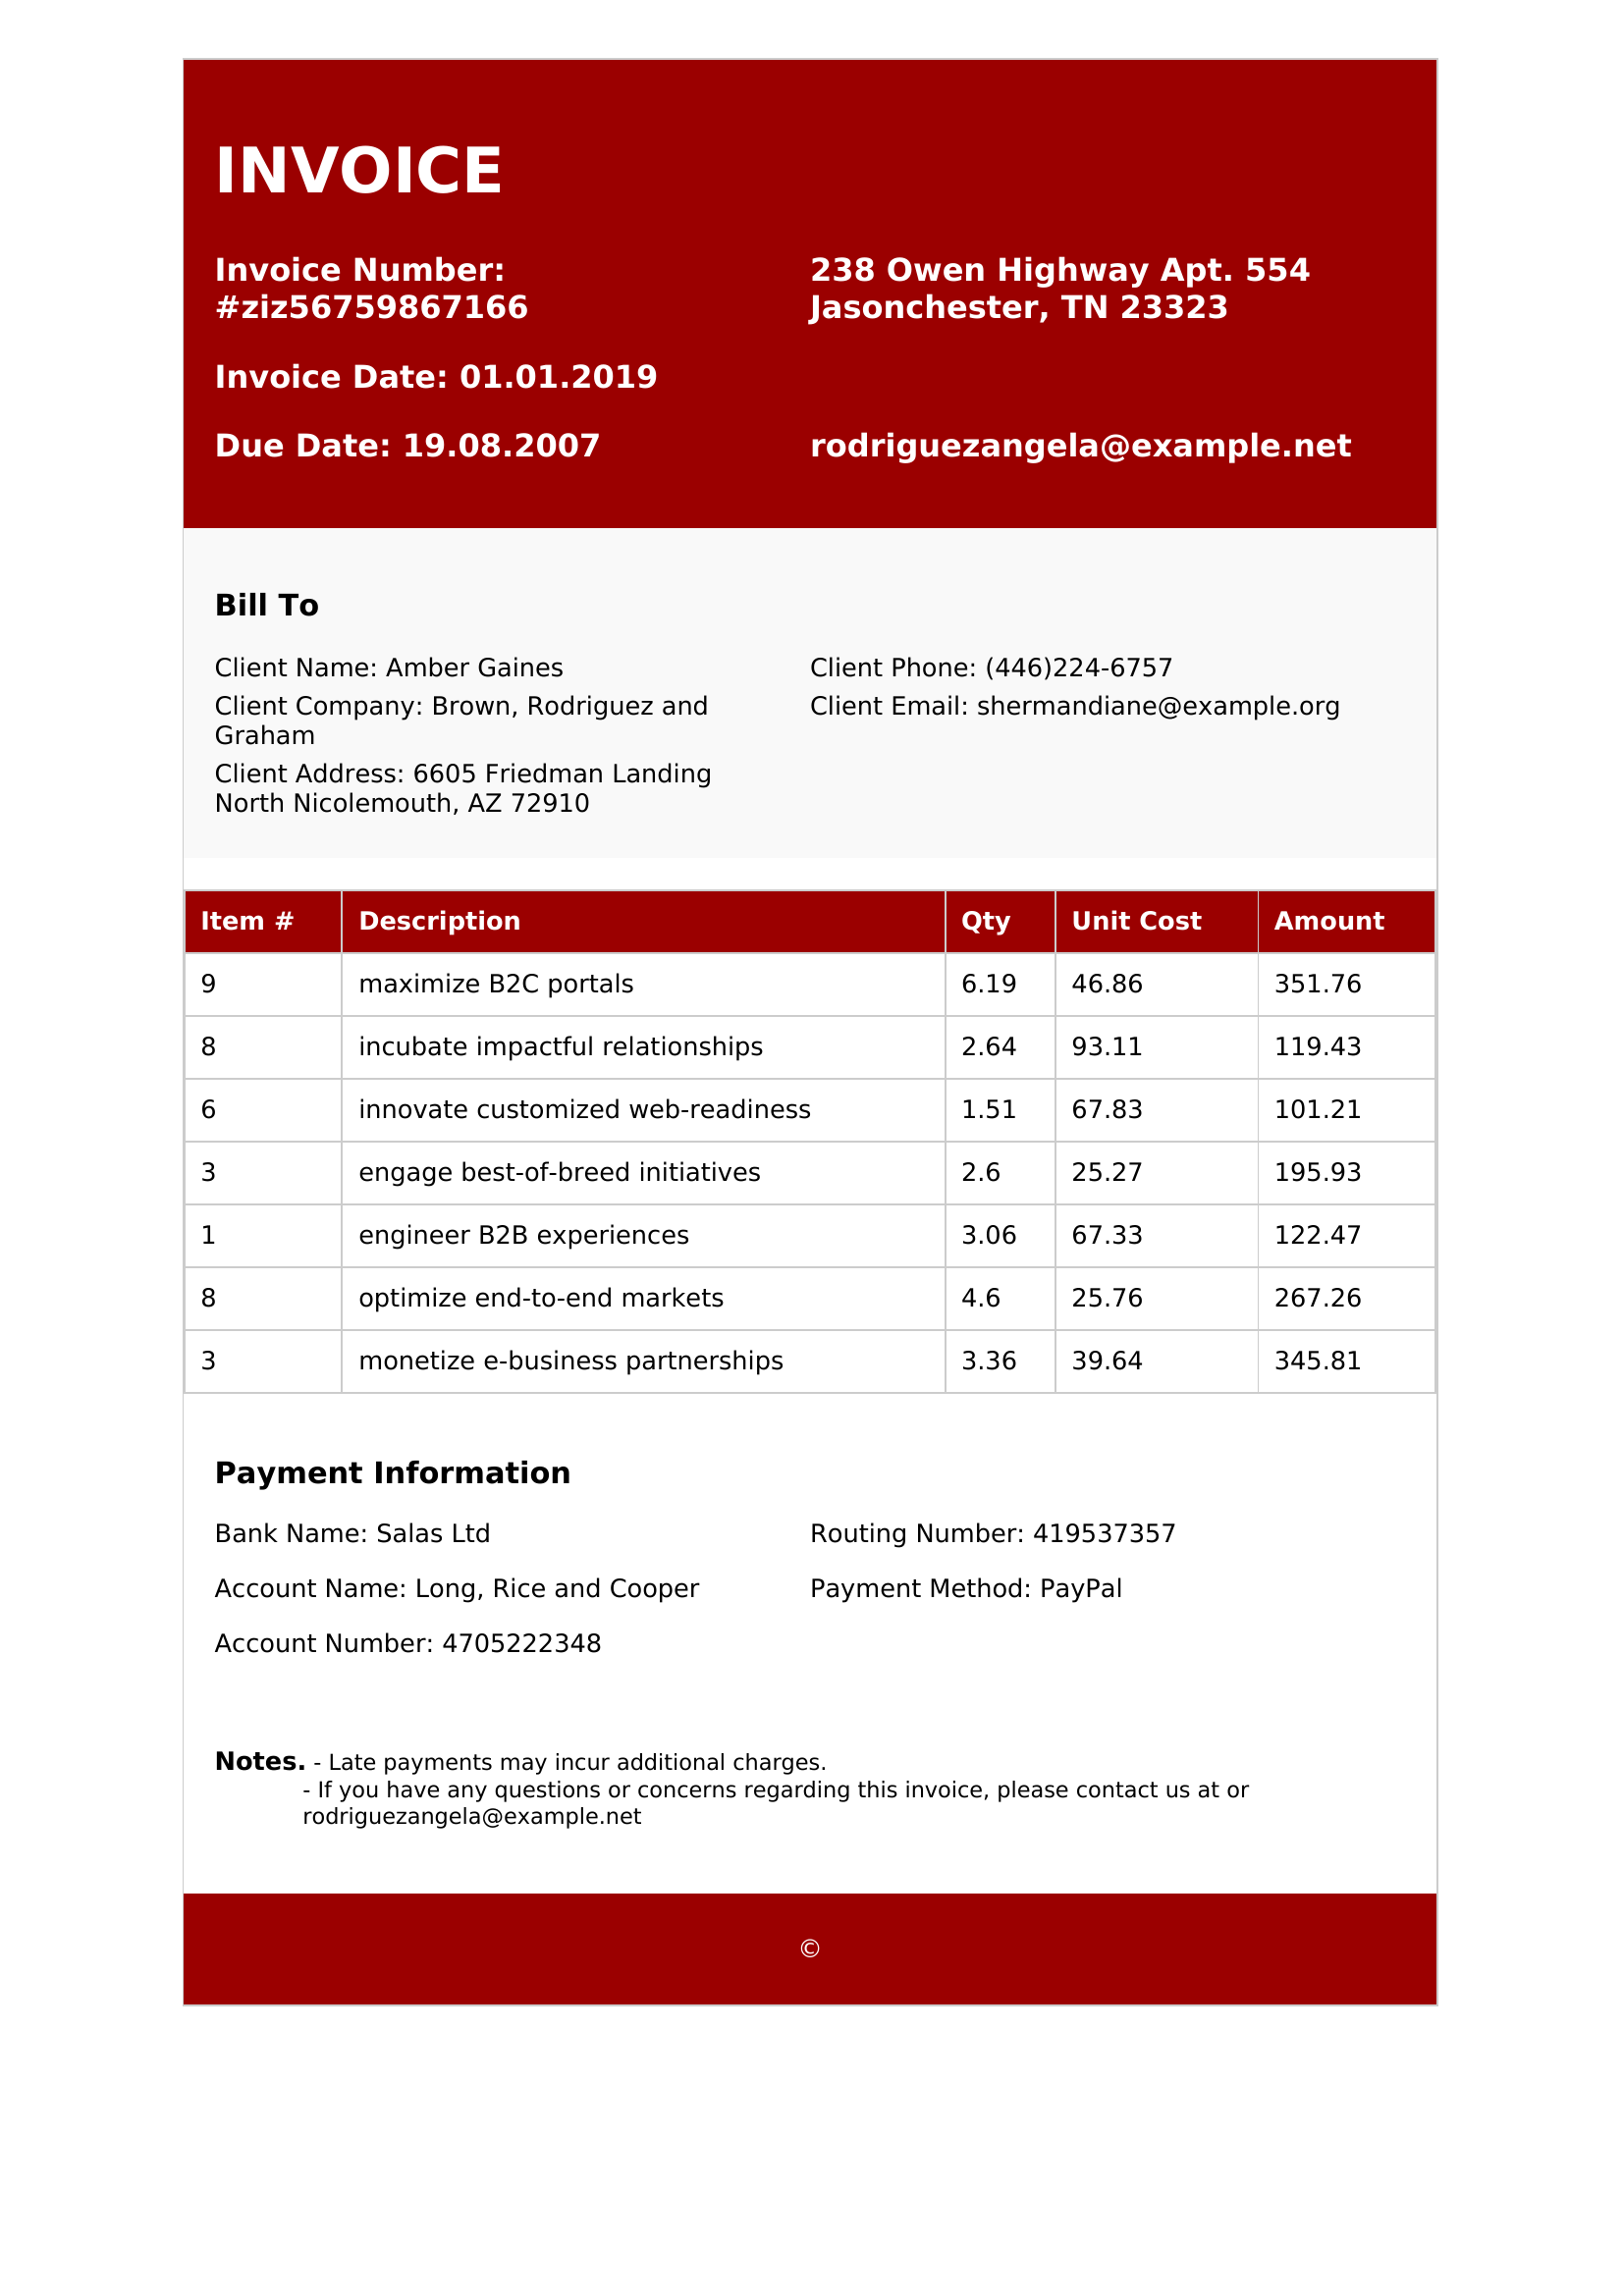 INVOICE
Invoice Number:
#ziz56759867166
238 Owen Highway Apt. 554
Jasonchester, TN 23323
Invoice Date: 01.01.2019
Due Date: 19.08.2007
rodriguezangela@example.net
Bill To
Client Name: Amber Gaines
Client Phone: (446)224-6757
Client Company: Brown, Rodriguez and
Graham
Client Email: shermandiane@example.org
Client Address: 6605 Friedman Landing
North Nicolemouth, AZ 72910
Item # Description Qty Unit Cost Amount
9 maximize B2C portals 6.19 46.86 351.76
8 incubate impactful relationships 2.64 93.11 119.43
6 innovate customized web-readiness 1.51 67.83 101.21
3 engage best-of-breed initiatives 2.6 25.27 195.93
1 engineer B2B experiences 3.06 67.33 122.47
8 optimize end-to-end markets 4.6 25.76 267.26
3 monetize e-business partnerships 3.36 39.64 345.81
Payment Information
Bank Name: Salas Ltd
Routing Number: 419537357
Account Name: Long, Rice and Cooper
Payment Method: PayPal
Account Number: 4705222348
Notes. - Late payments may incur additional charges.
- If you have any questions or concerns regarding this invoice, please contact us at or
rodriguezangela@example.net
©